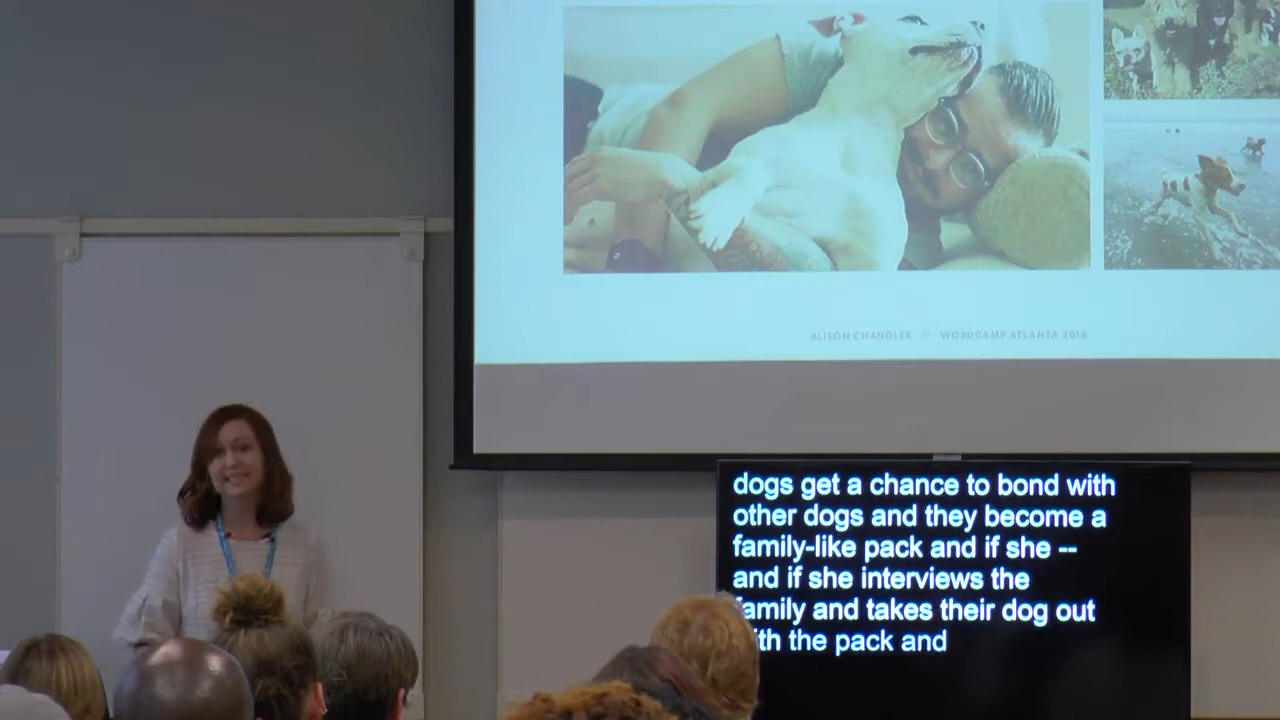 ALISON CHANDLER // WORDCAMP ATLANTA 2018
dogs get a chance to bond with
other dogs and they become a
family-like pack and if she --
and if she interviews the
family and takes their dog out
with the pack and